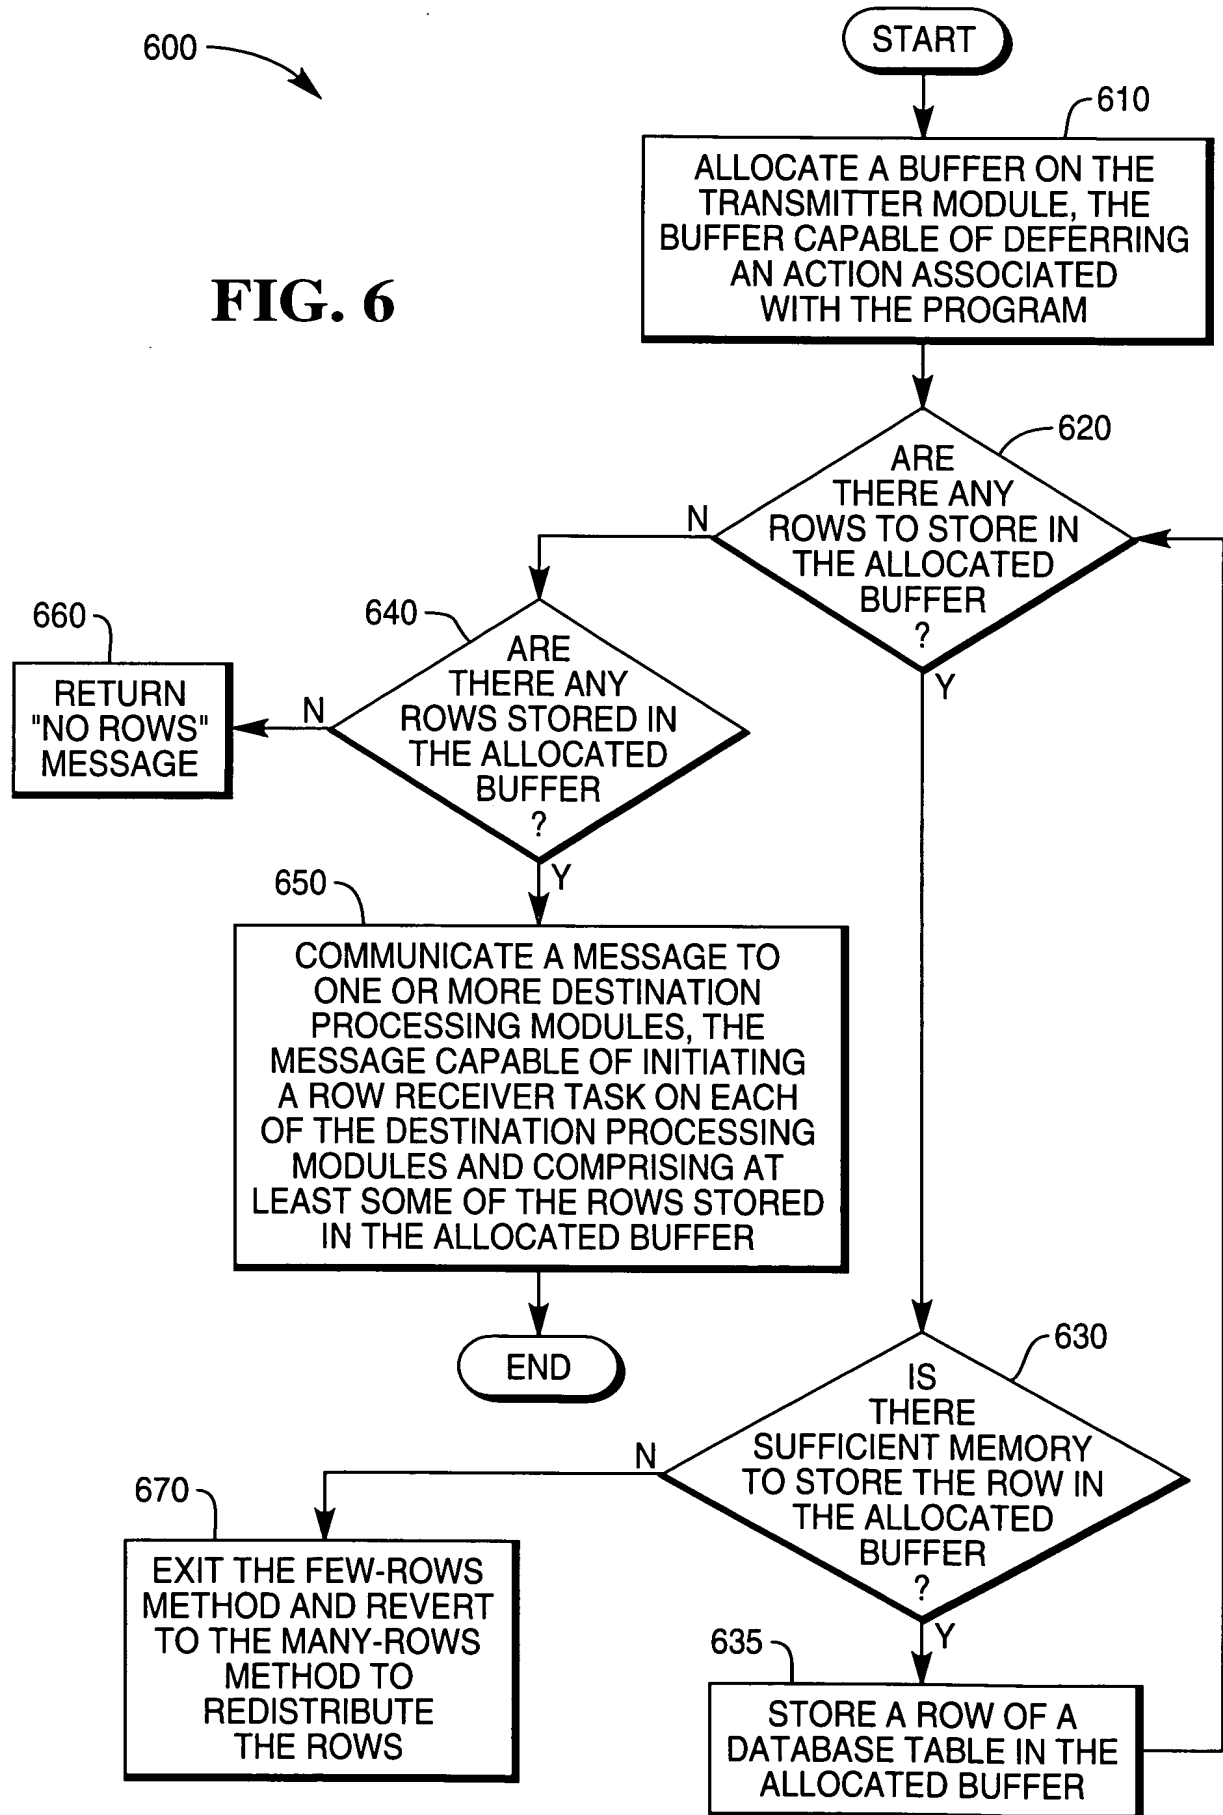 600
START
610
ALLOCATE A BUFFER ON THE
TRANSMITTER MODULE, THE
BUFFER CAPABLE OF DEFERRING
AN ACTION ASSOCIATED
WITH THE PROGRAM
FIG. 6
620
ARE
THERE ANY
ROWS TO STORE IN
THE ALLOCATED
BUFFER
?
N
Y
640
ARE
THERE ANY
ROWS STORED IN
THE ALLOCATED
BUFFER
?
N
Y
660
RETURN
"NO ROWS"
MESSAGE
650
COMMUNICATE A MESSAGE TO
ONE OR MORE DESTINATION
PROCESSING MODULES, THE
MESSAGE CAPABLE OF INITIATING
A ROW RECEIVER TASK ON EACH
OF THE DESTINATION PROCESSING
MODULES AND COMPRISING AT
LEAST SOME OF THE ROWS STORED
IN THE ALLOCATED BUFFER
END
630
IS
THERE
SUFFICIENT MEMORY
TO STORE THE ROW IN
THE ALLOCATED
BUFFER
?
N
Y
670
EXIT THE FEW-ROWS
METHOD AND REVERT
TO THE MANY-ROWS
METHOD TO
REDISTRIBUTE
THE ROWS
635
STORE A ROW OF A
DATABASE TABLE IN THE
ALLOCATED BUFFER